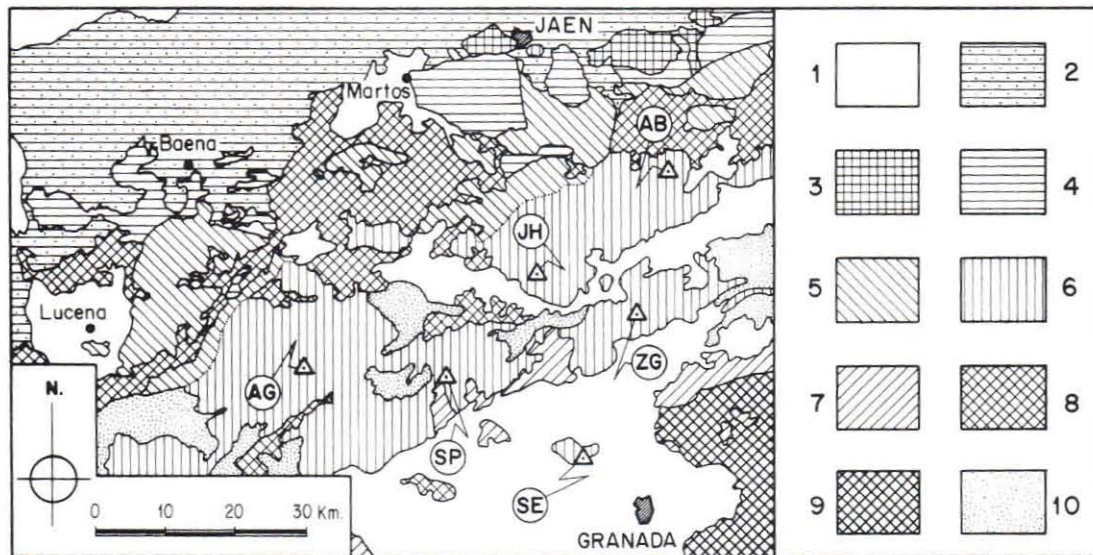 JAEN
Martos
AB
Baena
JH
Lucena
ZG
AG
N.
SP
SE
0 10 20 30 Km.
GRANADA
1 2
3 4
5 6
7 8
9 10